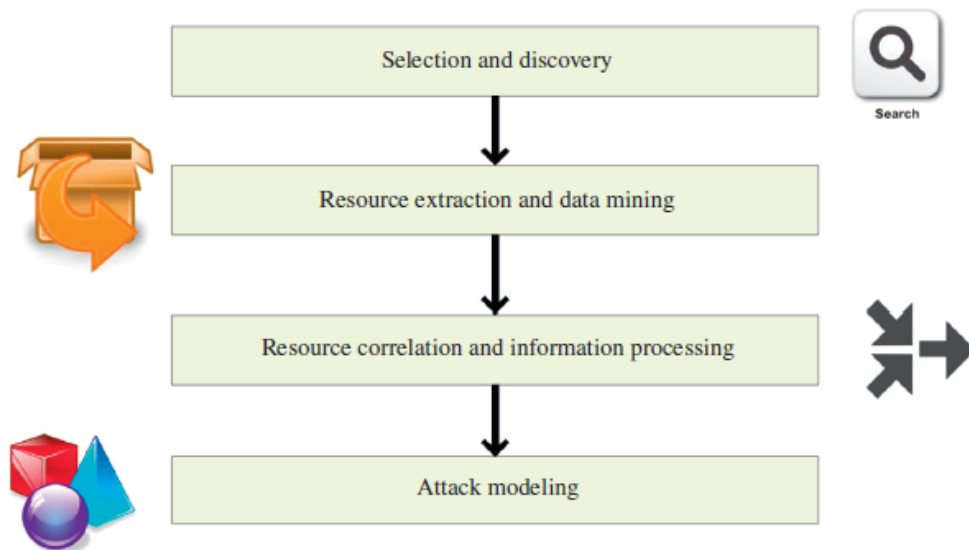 Selection and discovery
Search
Resource extraction and data mining
Resource correlation and information processing
Attack modeling